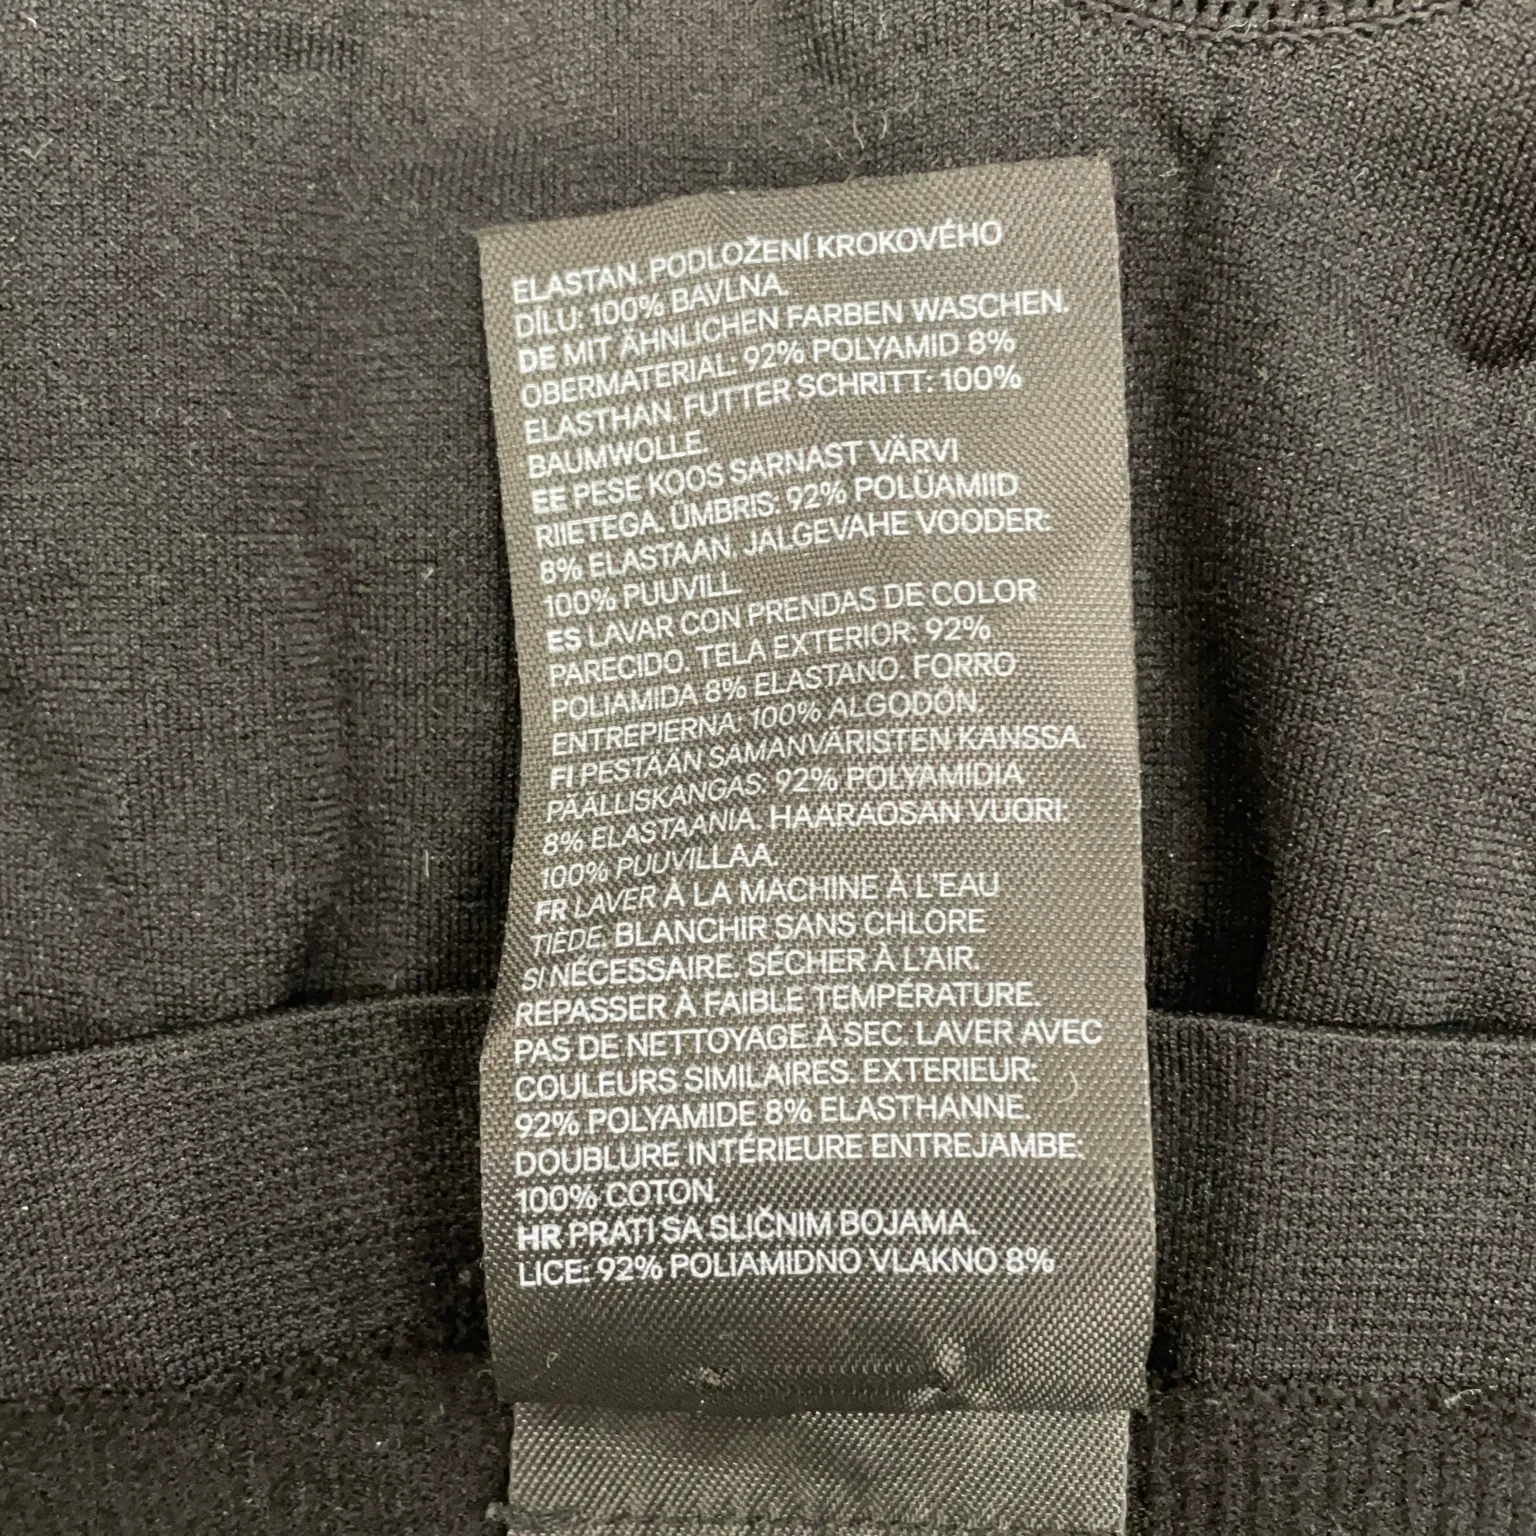 ELASTAN. PODLOŽENÍ KROKOVÉHO
DÍLU: 100% BAVLNA.
DE MIT ÄHNLICHEN FARBEN WASCHEN.
OBERMATERIAL: 92% POLYAMID 8%
ELASTHAN. FUTTER SCHRITT: 100%
BAUMWOLLE.
EE PESE KOOS SARNAST VÄRVI
RIIETEGA. ÜMBRIS: 92% POLÜAMIID
8% ELASTAAN. JALGEVAHE VOODER:
100% PUUVILL.
ES LAVAR CON PRENDAS DE COLOR
PARECIDO. TELA EXTERIOR: 92%
POLIAMIDA 8% ELASTANO. FORRO
ENTREPIERNA: 100% ALGODÓN.
FI PESTÄÄN SAMANVÄRISTEN KANSSA.
PÄÄLLISKANGAS: 92% POLYAMIDIA
8% ELASTAANIA. HAARAOSAN VUORI:
100% PUUVILLAA.
FR LAVER À LA MACHINE À L'EAU
TIÈDE. BLANCHIR SANS CHLORE
SI NÉCESSAIRE. SÉCHER À L'AIR.
REPASSER À FAIBLE TEMPÉRATURE.
PAS DE NETTOYAGE À SEC. LAVER AVEC
COULEURS SIMILAIRES. EXTERIEUR:
92% POLYAMIDE 8% ELASTHANNE.
DOUBLURE INTÉRIEURE ENTREJAMBE:
100% COTON.
HR PRATI SA SLIČNIM BOJAMA.
LICE: 92% POLIAMIDNO VLAKNO 8%